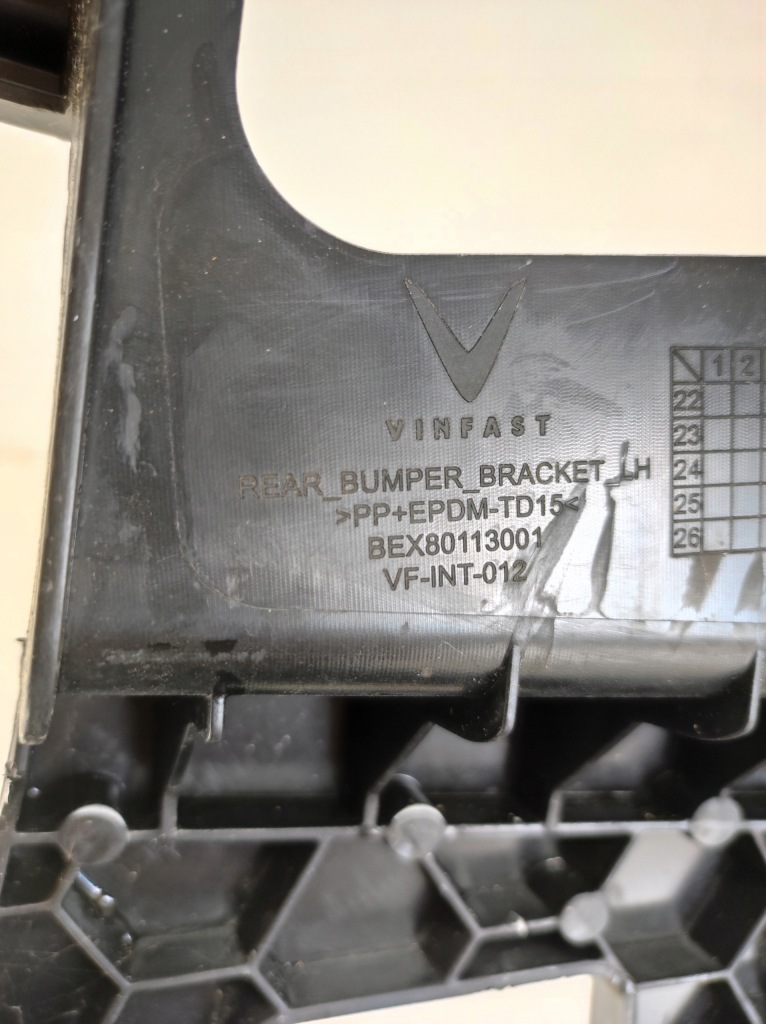 VINFAST
REAR_BUMPER_BRACKET_LH
>PP+EPDM-TD15<
BEX80113001
VF-INT-012
1 2
22
23
24
25
26